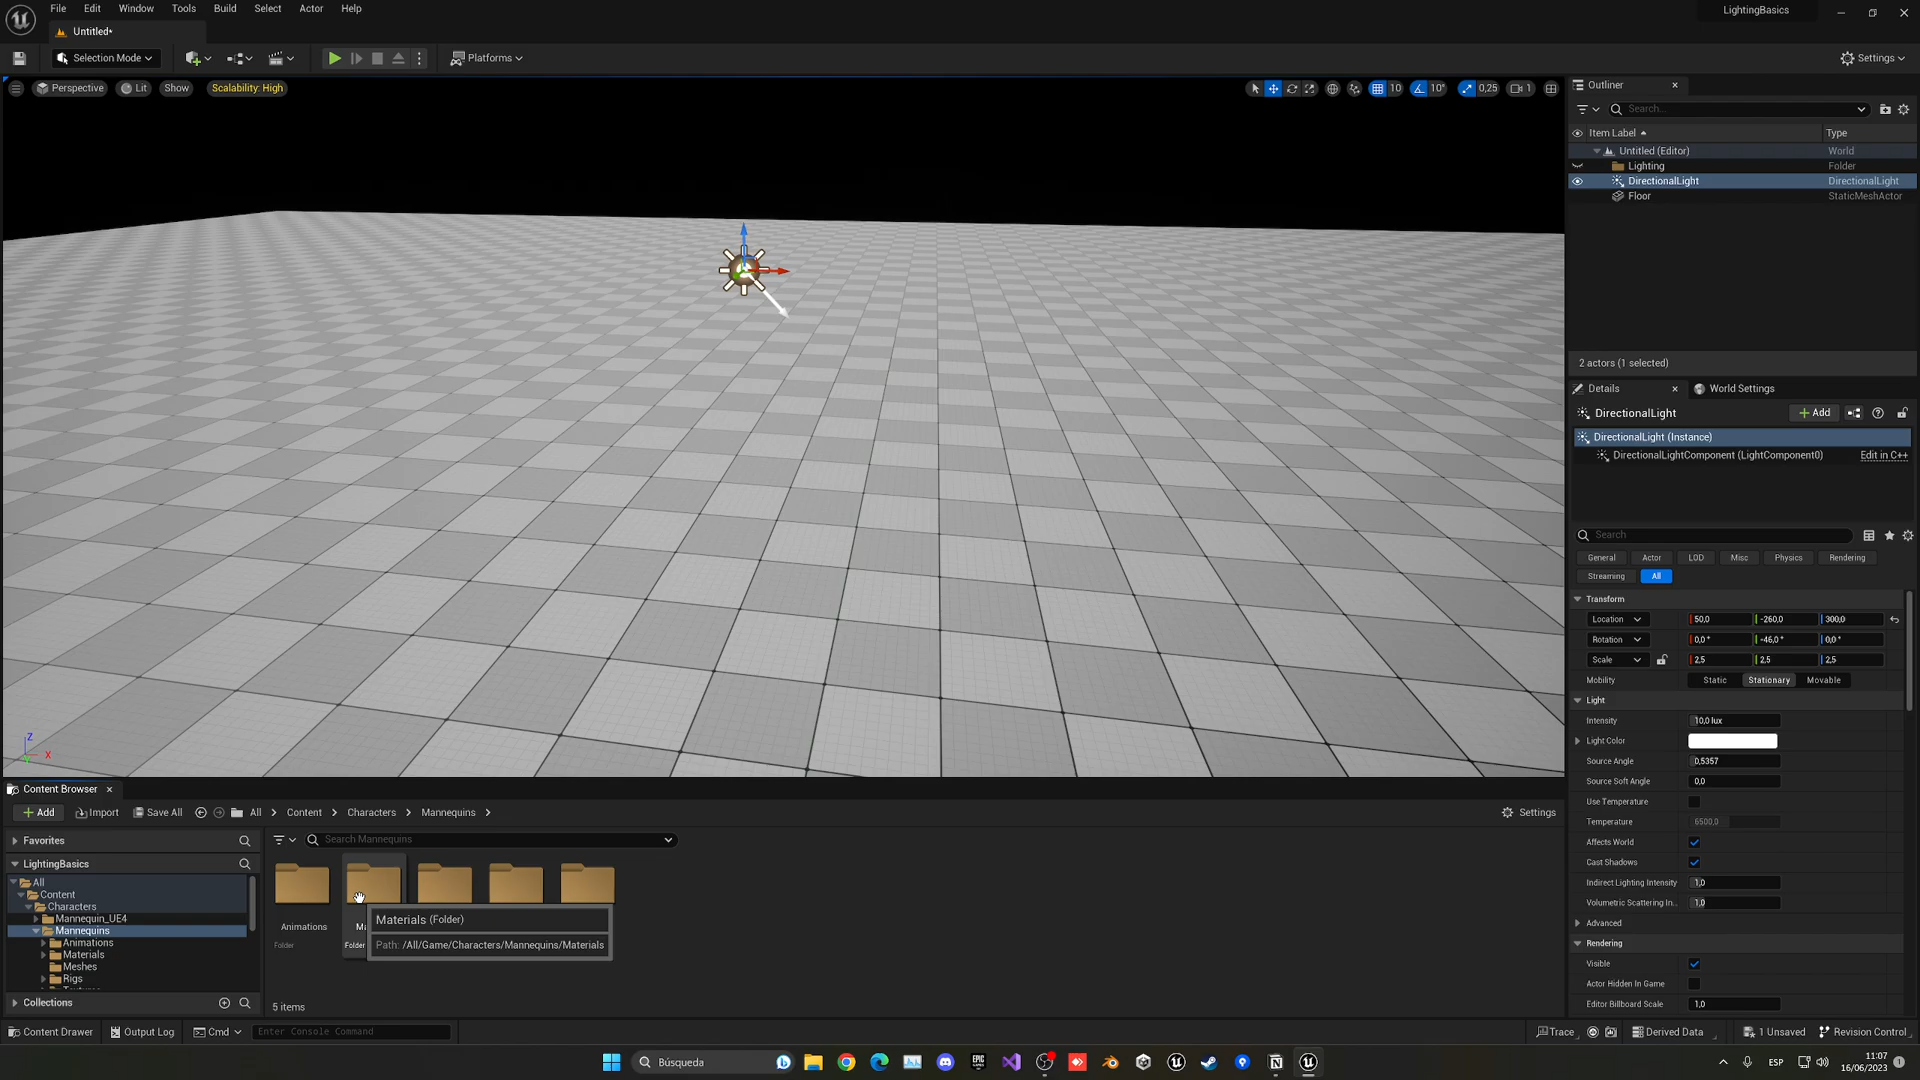 File Edit Window Tools Build Select Actor Help
LightingBasics
Untitled*
Selection Mode
Platforms
Settings
Perspective Lit Show Scalability: High
10 10° 0,25 1
Z
X
Outliner
Search...
Item Label Type
Untitled (Editor) World
Lighting Folder
DirectionalLight DirectionalLight
Floor StaticMeshActor
2 actors (1 selected)
Details World Settings
DirectionalLight Add
DirectionalLight (Instance)
DirectionalLightComponent (LightComponent0) Edit in C++
Search
General Actor LOD Misc Physics Rendering
Streaming All
Transform
Location 50,0 -260,0 300,0
Rotation 0,0 ° -46,0 ° 0,0 °
Scale 2,5 2,5 2,5
Mobility Static Stationary Movable
Light
Intensity 10,0 lux
Light Color
Source Angle 0,5357
Source Soft Angle 0,0
Use Temperature
Temperature 6500,0
Affects World
Cast Shadows
Indirect Lighting Intensity 1,0
Volumetric Scattering In.. 1,0
Advanced
Rendering
Visible
Actor Hidden In Game
Editor Billboard Scale 1,0
Content Browser
Add Import Save All All Content Characters Mannequins Settings
Favorites
LightingBasics
All
Content
Characters
Mannequin_UE4
Mannequins
Animations
Materials
Meshes
Rigs
Collections
Search Mannequins
Animations
Folder
Ma
Folder
Materials (Folder)
Path: /All/Game/Characters/Mannequins/Materials
5 items
Content Drawer Output Log Cmd Enter Console Command
Trace Derived Data 1 Unsaved Revision Control
Búsqueda
EPIC GAMES
ESP
11:07
16/06/2023
1